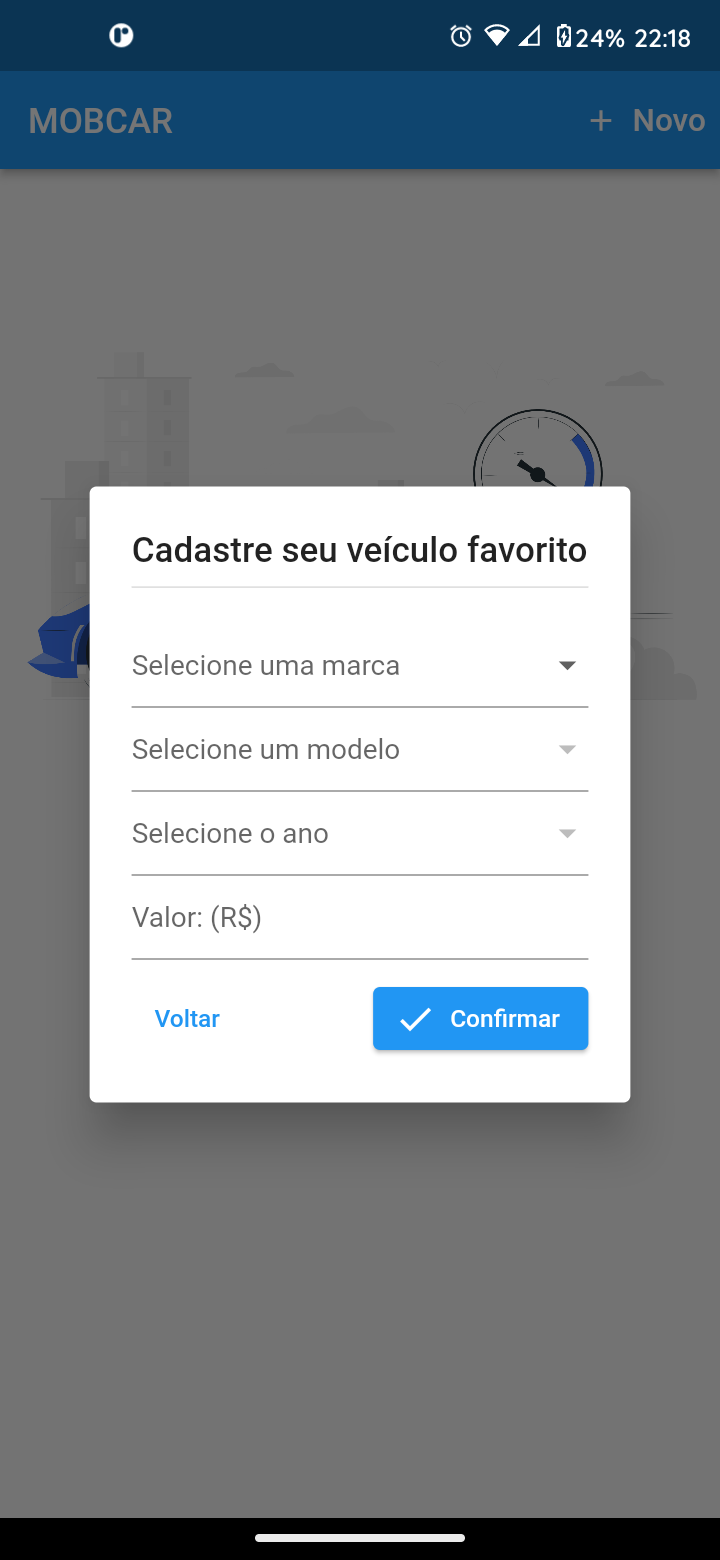 24% 22:18
MOBCAR
+ Novo
Cadastre seu veículo favorito
Selecione uma marca
Selecione um modelo
Selecione o ano
Valor: (R$)
Voltar
Confirmar